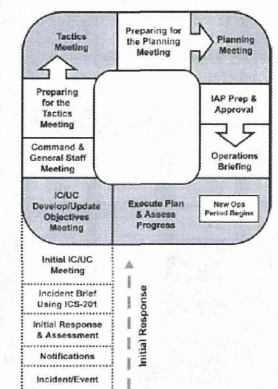 Tactics
Meeting
Preparing for
the Planning
Meeting
Planning
Meeting
Preparing
for the
Tactics
Meeting
IAP Prep &
Approval
Command &
General Staff
Meeting
Operations
Briefing
IC/UC
Develop/Update
Objectives
Meeting
Execute Plan
& Assess
Progress
New Ops
Period Begins
Initial IC/UC
Meeting
Incident Brief
Using ICS-201
Initial Response
& Assessment
Notifications
Incident/Event
Initial Response